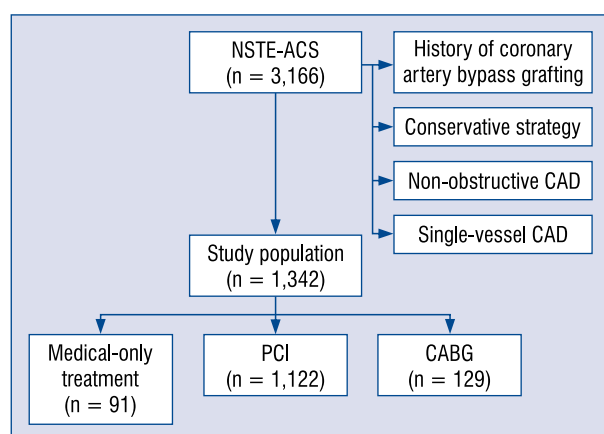 NSTE-ACS
(n = 3,166)
History of coronary
artery bypass grafting
Conservative strategy
Non-obstructive CAD
Single-vessel CAD
Study population
(n = 1,342)
Medical-only
treatment
(n = 91)
PCI
(n = 1,122)
CABG
(n = 129)